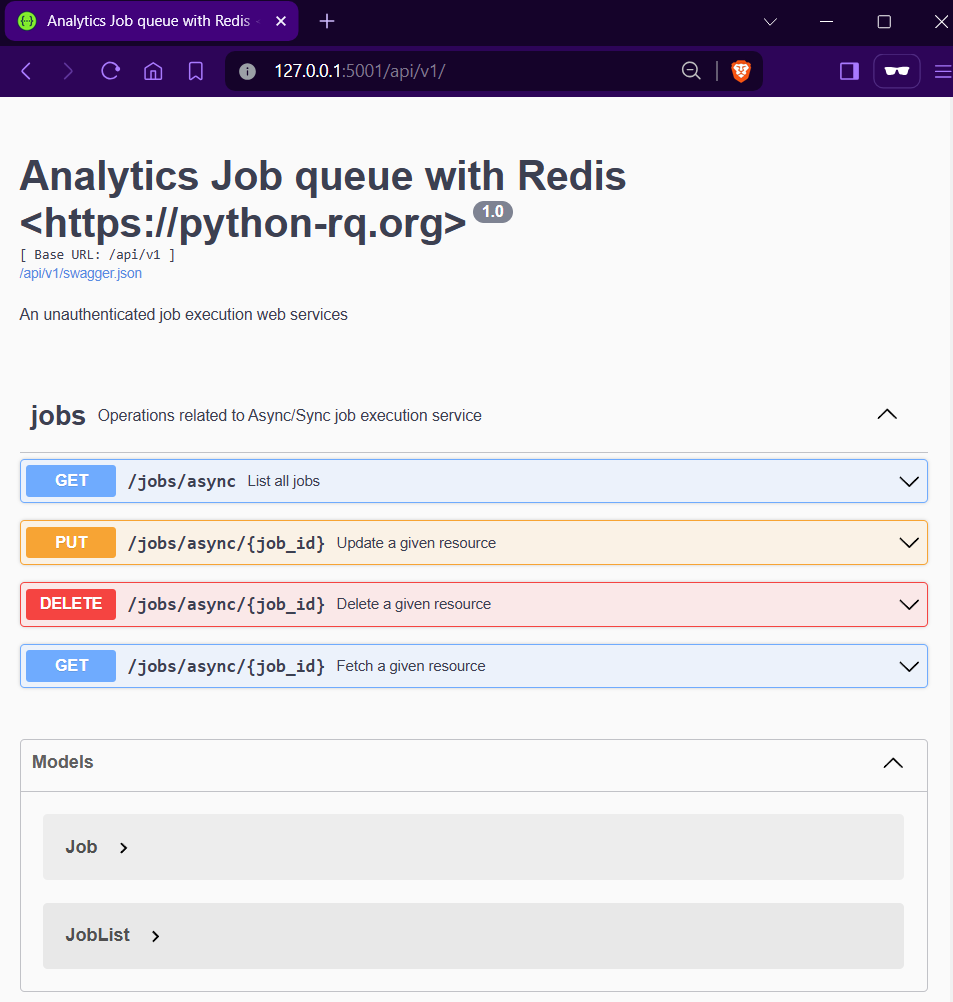 Analytics Job queue with Redis
127.0.0.1:5001/api/v1/
Analytics Job queue with Redis
<https://python-rq.org> 1.0
[ Base URL: /api/v1 ]
/api/v1/swagger.json
An unauthenticated job execution web services
jobs Operations related to Async/Sync job execution service
GET /jobs/async List all jobs
PUT /jobs/async/{job_id} Update a given resource
DELETE /jobs/async/{job_id} Delete a given resource
GET /jobs/async/{job_id} Fetch a given resource
Models
Job
JobList